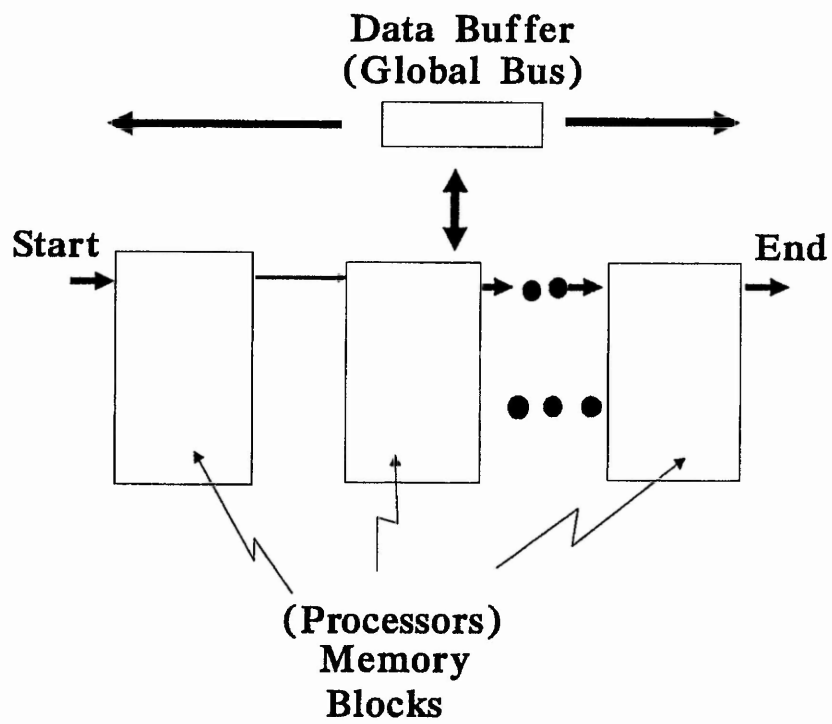 Data Buffer
(Global Bus)
Start
End
(Processors)
Memory
Blocks